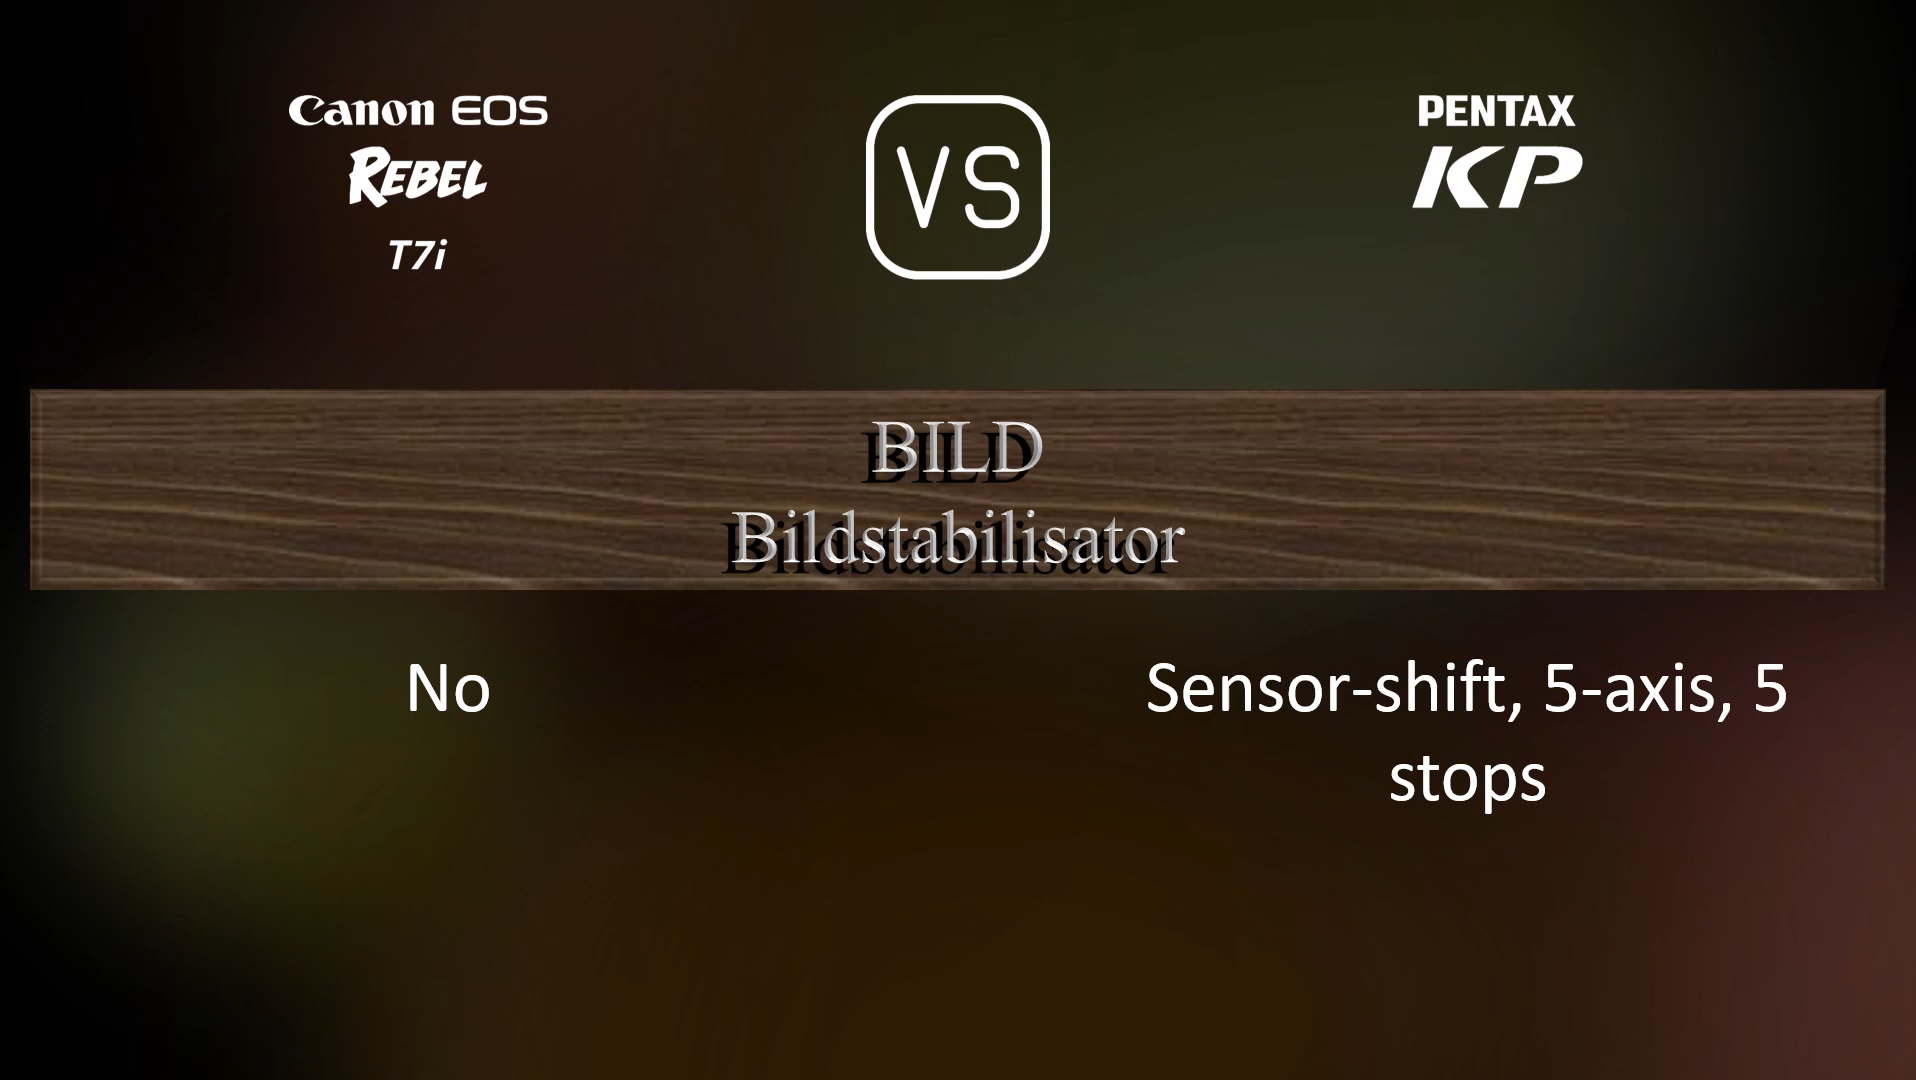 Canon EOS
REBEL
T7i
VS
PENTAX
KP
BILD
Bildstabilisator
No
Sensor-shift, 5-axis, 5
stops